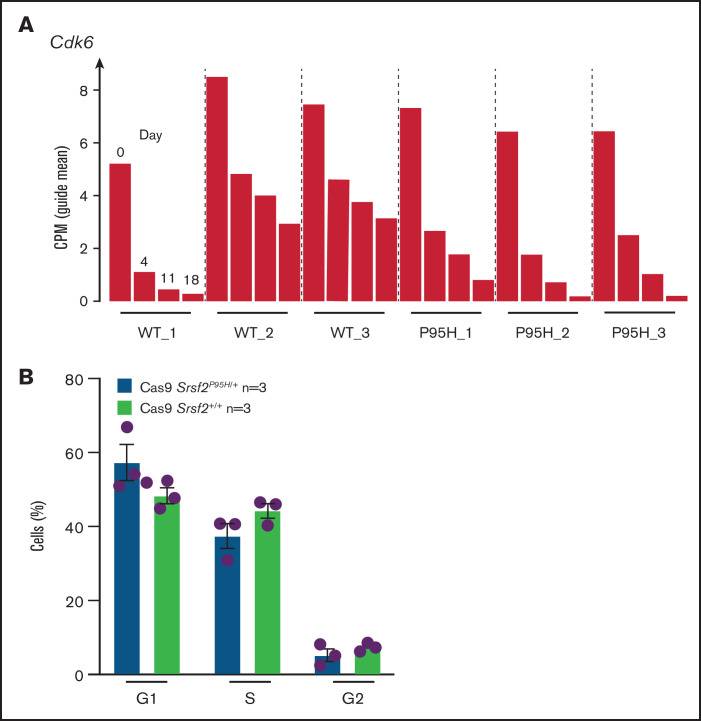 A
Cdk6
CPM (guide mean)
8
6
4
2
0
Day
0
4
11
18
WT_1
WT_2
WT_3
P95H_1
P95H_2
P95H_3
B
Cells (%)
80
60
40
20
0
Cas9 Srsf2P95H/+ n=3
Cas9 Srsf2+/+ n=3
G1
S
G2